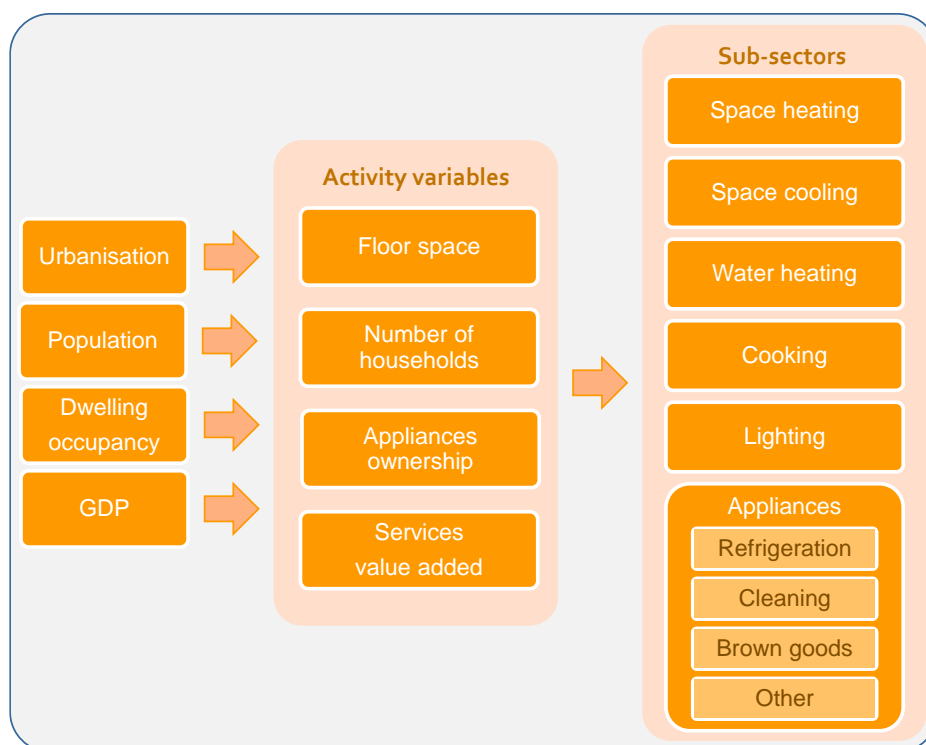 Urbanisation
Population
Dwelling
occupancy
GDP
Activity variables
Floor space
Number of
households
Appliances
ownership
Services
value added
Sub-sectors
Space heating
Space cooling
Water heating
Cooking
Lighting
Appliances
Refrigeration
Cleaning
Brown goods
Other